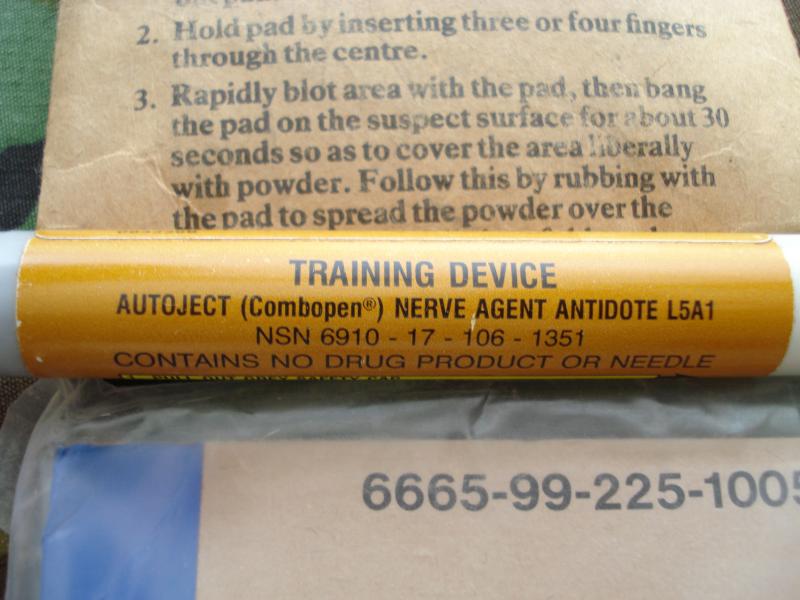 2. Hold pad by inserting three or four fingers
through the centre.
3. Rapidly blot area with the pad, then bang
the pad on the suspect surface for about 30
seconds so as to cover the area liberally
with powder. Follow this by rubbing with
the pad to spread the powder over the
TRAINING DEVICE
AUTOJECT (Combopen®) NERVE AGENT ANTIDOTE L5A1
NSN 6910 - 17 - 106 - 1351
CONTAINS NO DRUG PRODUCT OR NEEDLE
6665-99-225-1005